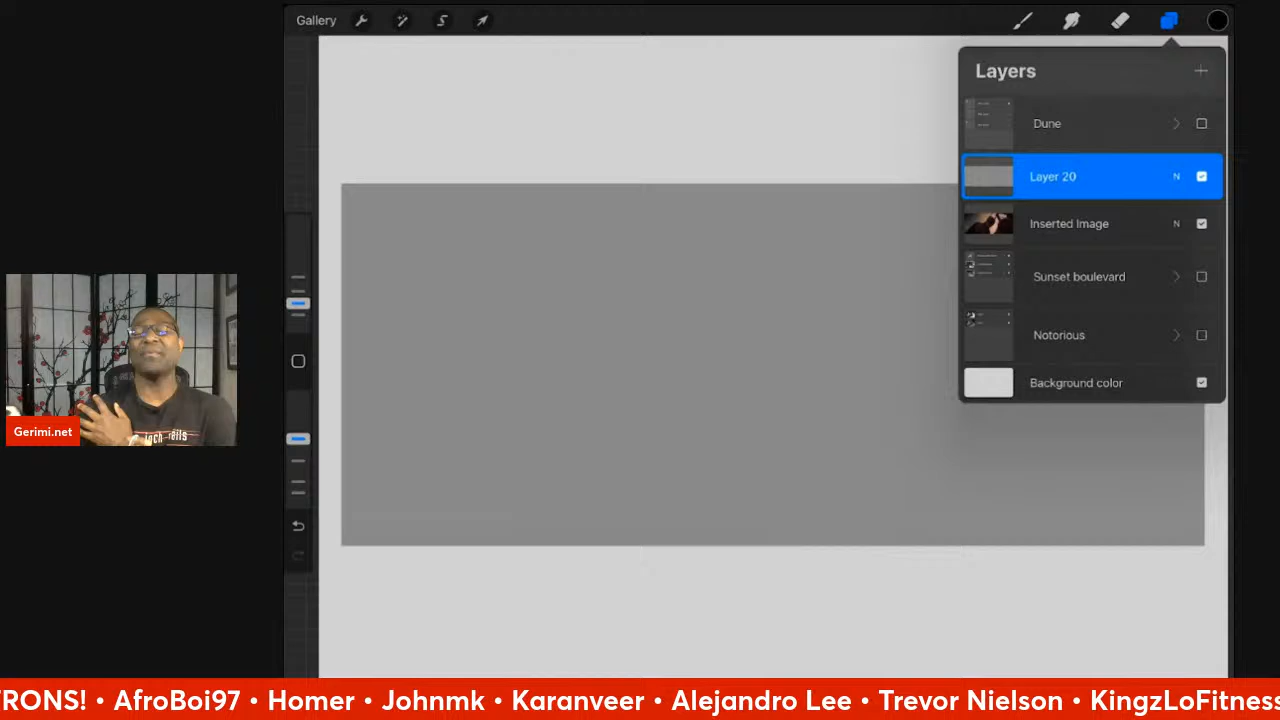 Gallery
Layers
Dune
Layer 20 N
Inserted Image N
Sunset boulevard
Notorious
Background color
Gerimi.net
TRONS! • AfroBoi97 • Homer • Johnmk • Karanveer • Alejandro Lee • Trevor Nielson • KingzLoFitness